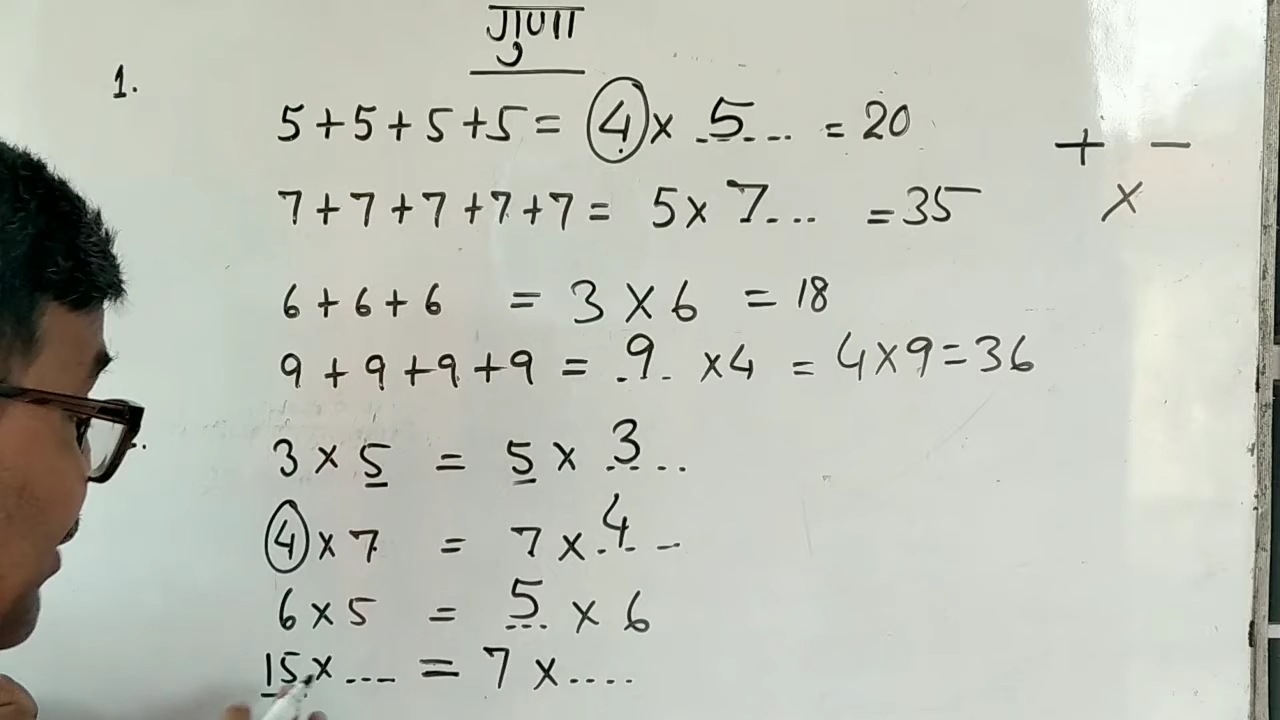 गुणा
1.
5+5+5+5= 4x 5... = 20
+ -
7+7+7+7+7= 5x 7... =35
x
6+6+6 = 3 x 6 = 18
9+9+9+9 = .9. x4 = 4x9=36
3 x 5 = 5 x 3....
4 x 7 = 7 x 4...
6 x 5 = 5... x 6
15 x ... = 7 x ....